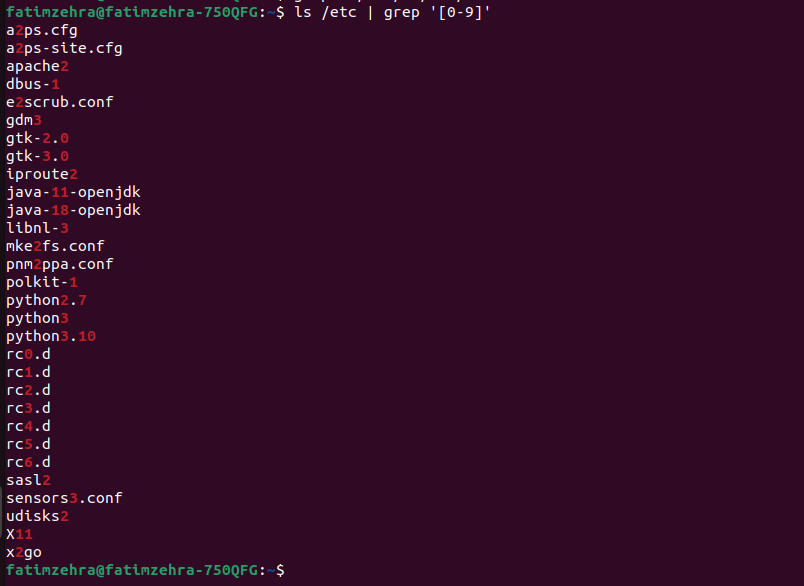 fatimzehra@fatimzehra-750QFG:~$ ls /etc | grep '[0-9]'
a2ps.cfg
a2ps-site.cfg
apache2
dbus-1
e2scrub.conf
gdm3
gtk-2.0
gtk-3.0
iproute2
java-11-openjdk
java-18-openjdk
libnl-3
mke2fs.conf
pnm2ppa.conf
polkit-1
python2.7
python3
python3.10
rc0.d
rc1.d
rc2.d
rc3.d
rc4.d
rc5.d
rc6.d
sasl2
sensors3.conf
udisks2
X11
x2go
fatimzehra@fatimzehra-750QFG:~$